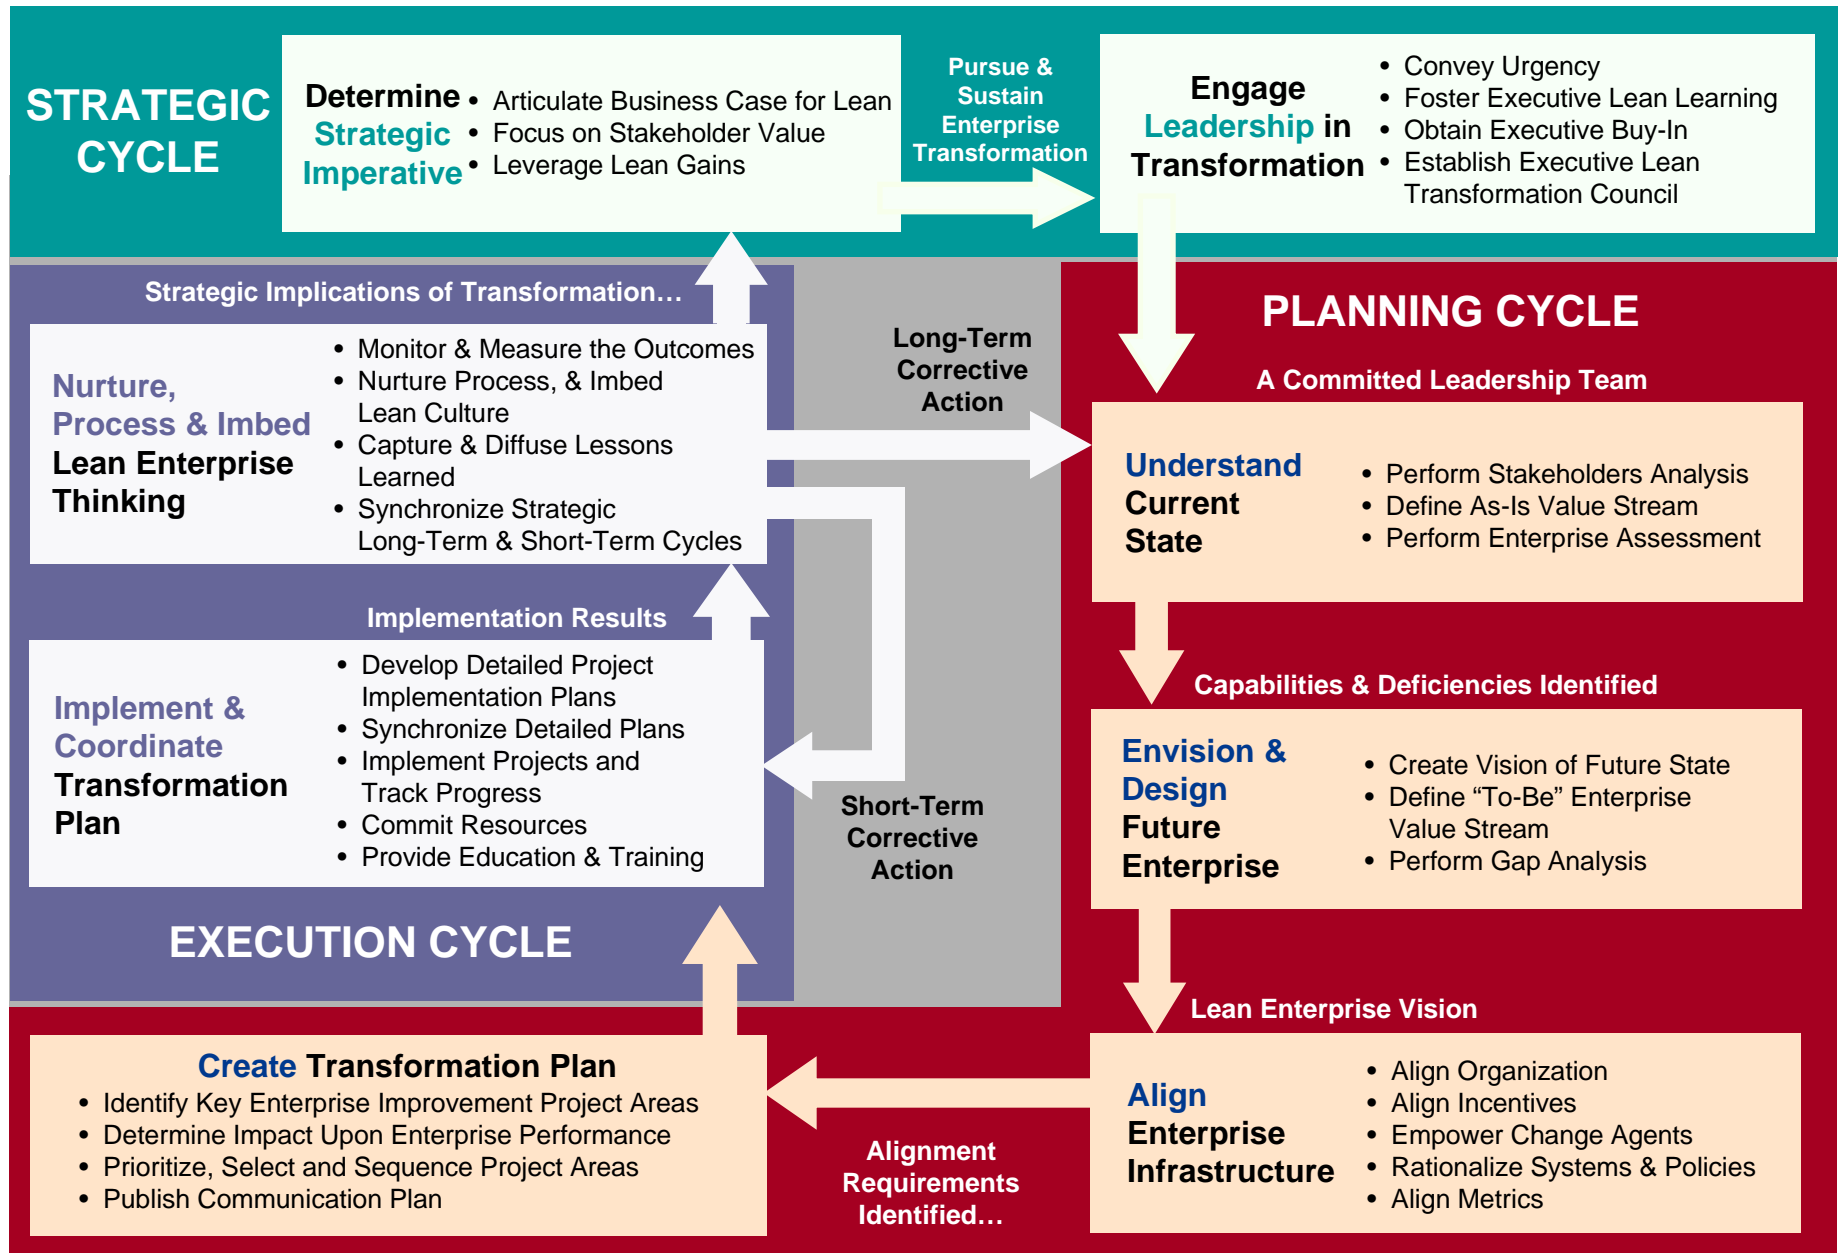 STRATEGIC
CYCLE
Determine
Strategic
Imperative
• Articulate Business Case for Lean
• Focus on Stakeholder Value
• Leverage Lean Gains
Pursue &
Sustain
Enterprise
Transformation
Engage
Leadership in
Transformation
• Convey Urgency
• Foster Executive Lean Learning
• Obtain Executive Buy-In
• Establish Executive Lean
Transformation Council
Strategic Implications of Transformation…
Nurture,
Process & Imbed
Lean Enterprise
Thinking
• Monitor & Measure the Outcomes
• Nurture Process, & Imbed
Lean Culture
• Capture & Diffuse Lessons
Learned
• Synchronize Strategic
Long-Term & Short-Term Cycles
Long-Term
Corrective
Action
PLANNING CYCLE
A Committed Leadership Team
Understand
Current
State
• Perform Stakeholders Analysis
• Define As-Is Value Stream
• Perform Enterprise Assessment
Implementation Results
Implement &
Coordinate
Transformation
Plan
• Develop Detailed Project
Implementation Plans
• Synchronize Detailed Plans
• Implement Projects and
Track Progress
• Commit Resources
• Provide Education & Training
Short-Term
Corrective
Action
Capabilities & Deficiencies Identified
Envision &
Design
Future
Enterprise
• Create Vision of Future State
• Define “To-Be” Enterprise
Value Stream
• Perform Gap Analysis
EXECUTION CYCLE
Lean Enterprise Vision
Create Transformation Plan
• Identify Key Enterprise Improvement Project Areas
• Determine Impact Upon Enterprise Performance
• Prioritize, Select and Sequence Project Areas
• Publish Communication Plan
Alignment
Requirements
Identified…
Align
Enterprise
Infrastructure
• Align Organization
• Align Incentives
• Empower Change Agents
• Rationalize Systems & Policies
• Align Metrics